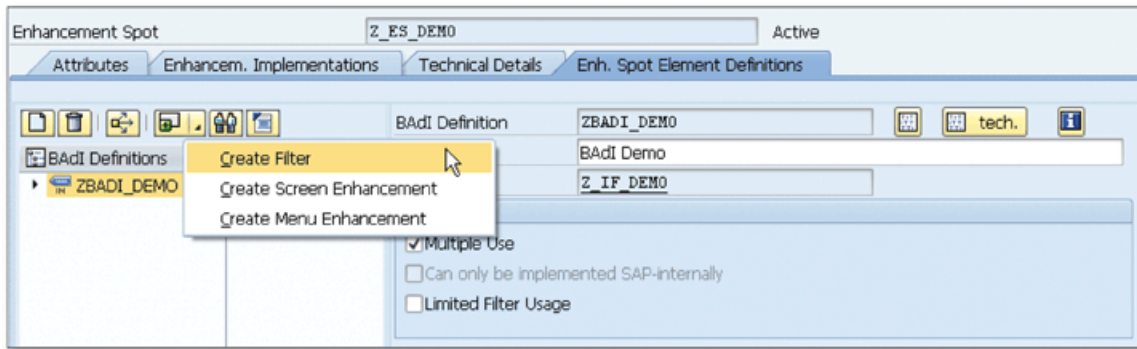 Enhancement Spot Z_ES_DEMO Active
Attributes Enhancem. Implementations Technical Details Enh. Spot Element Definitions
BAdI Definition ZBADI_DEMO tech.
BAdI Definitions Create Filter BAdI Demo
ZBADI_DEMO Create Screen Enhancement Z_IF_DEMO
Create Menu Enhancement
Multiple Use
Can only be implemented SAP-internally
Limited Filter Usage